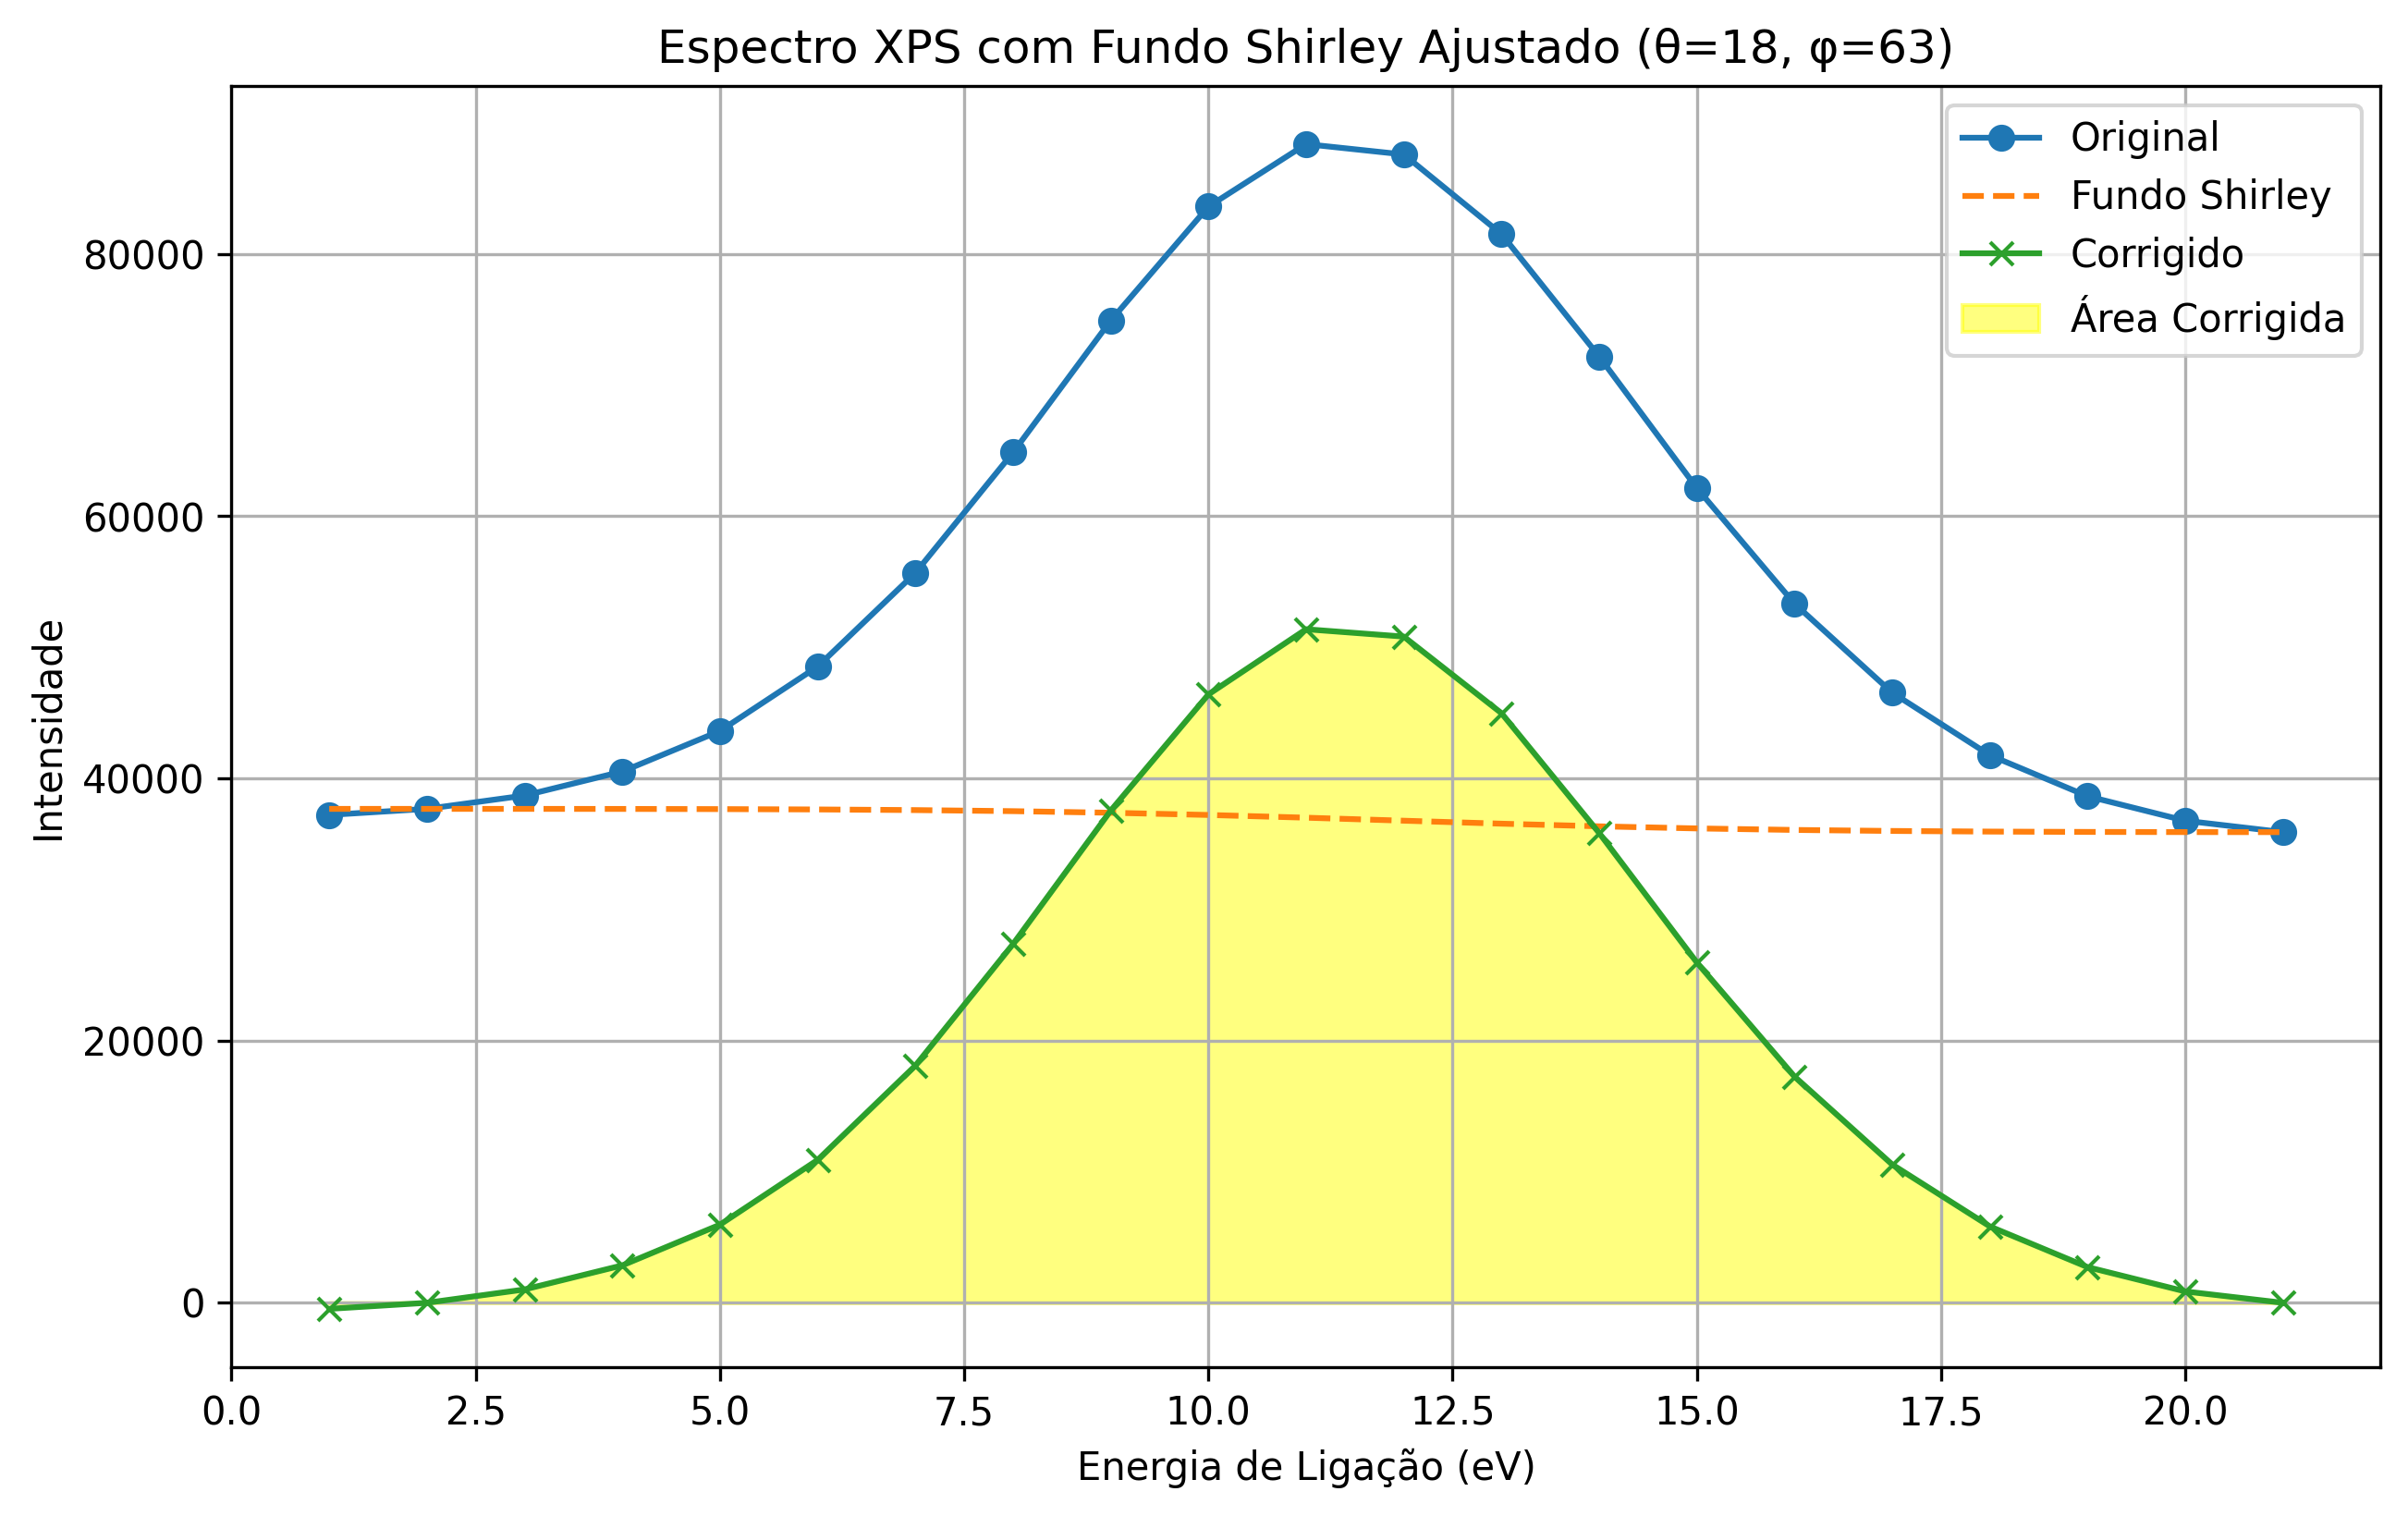 Espectro XPS com Fundo Shirley Ajustado (θ=18, φ=63)
Original
Fundo Shirley
Corrigido
Área Corrigida
Intensidade
80000
60000
40000
20000
0
0.0 2.5 5.0 7.5 10.0 12.5 15.0 17.5 20.0
Energia de Ligação (eV)